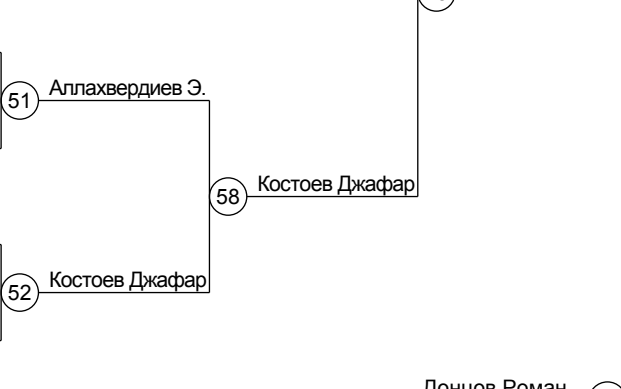 51 Аллахвердиев Э.
58 Костоев Джафар
52 Костоев Джафар
Донцов Роман